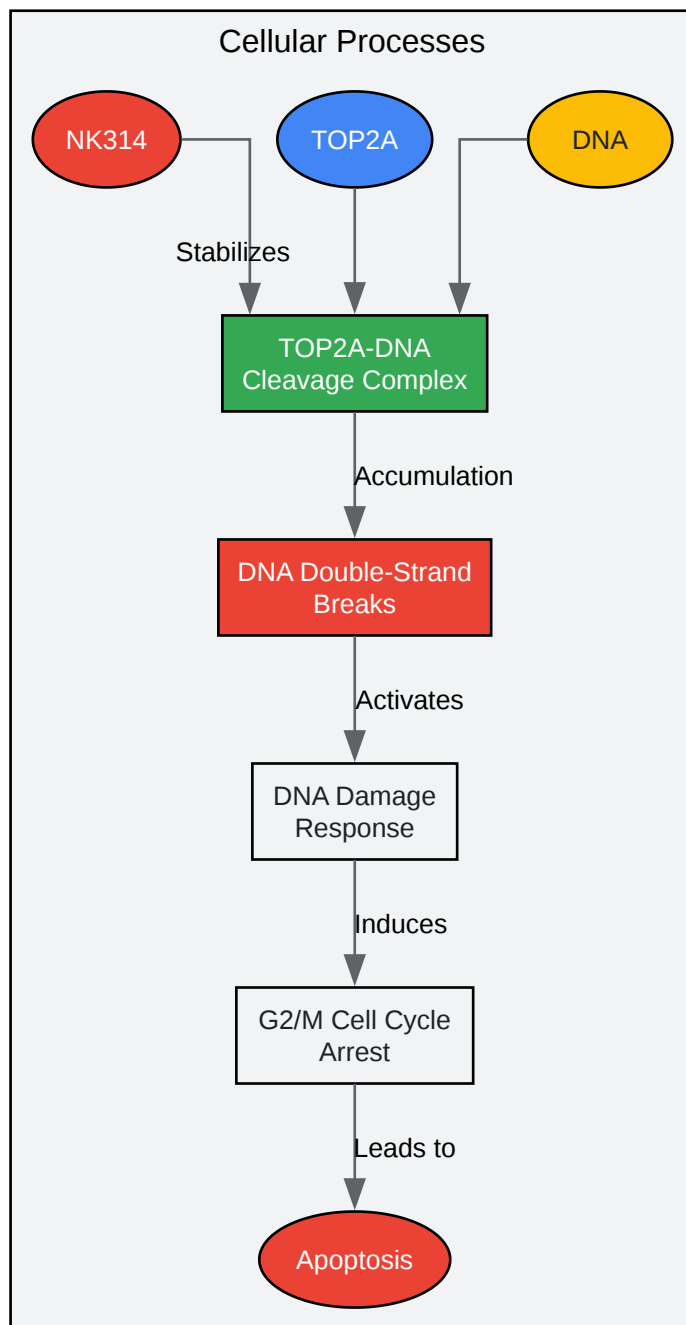 Cellular Processes
NK314
TOP2A
DNA
Stabilizes
TOP2A-DNA
Cleavage Complex
Accumulation
DNA Double-Strand
Breaks
Activates
DNA Damage
Response
Induces
G2/M Cell Cycle
Arrest
Leads to
Apoptosis